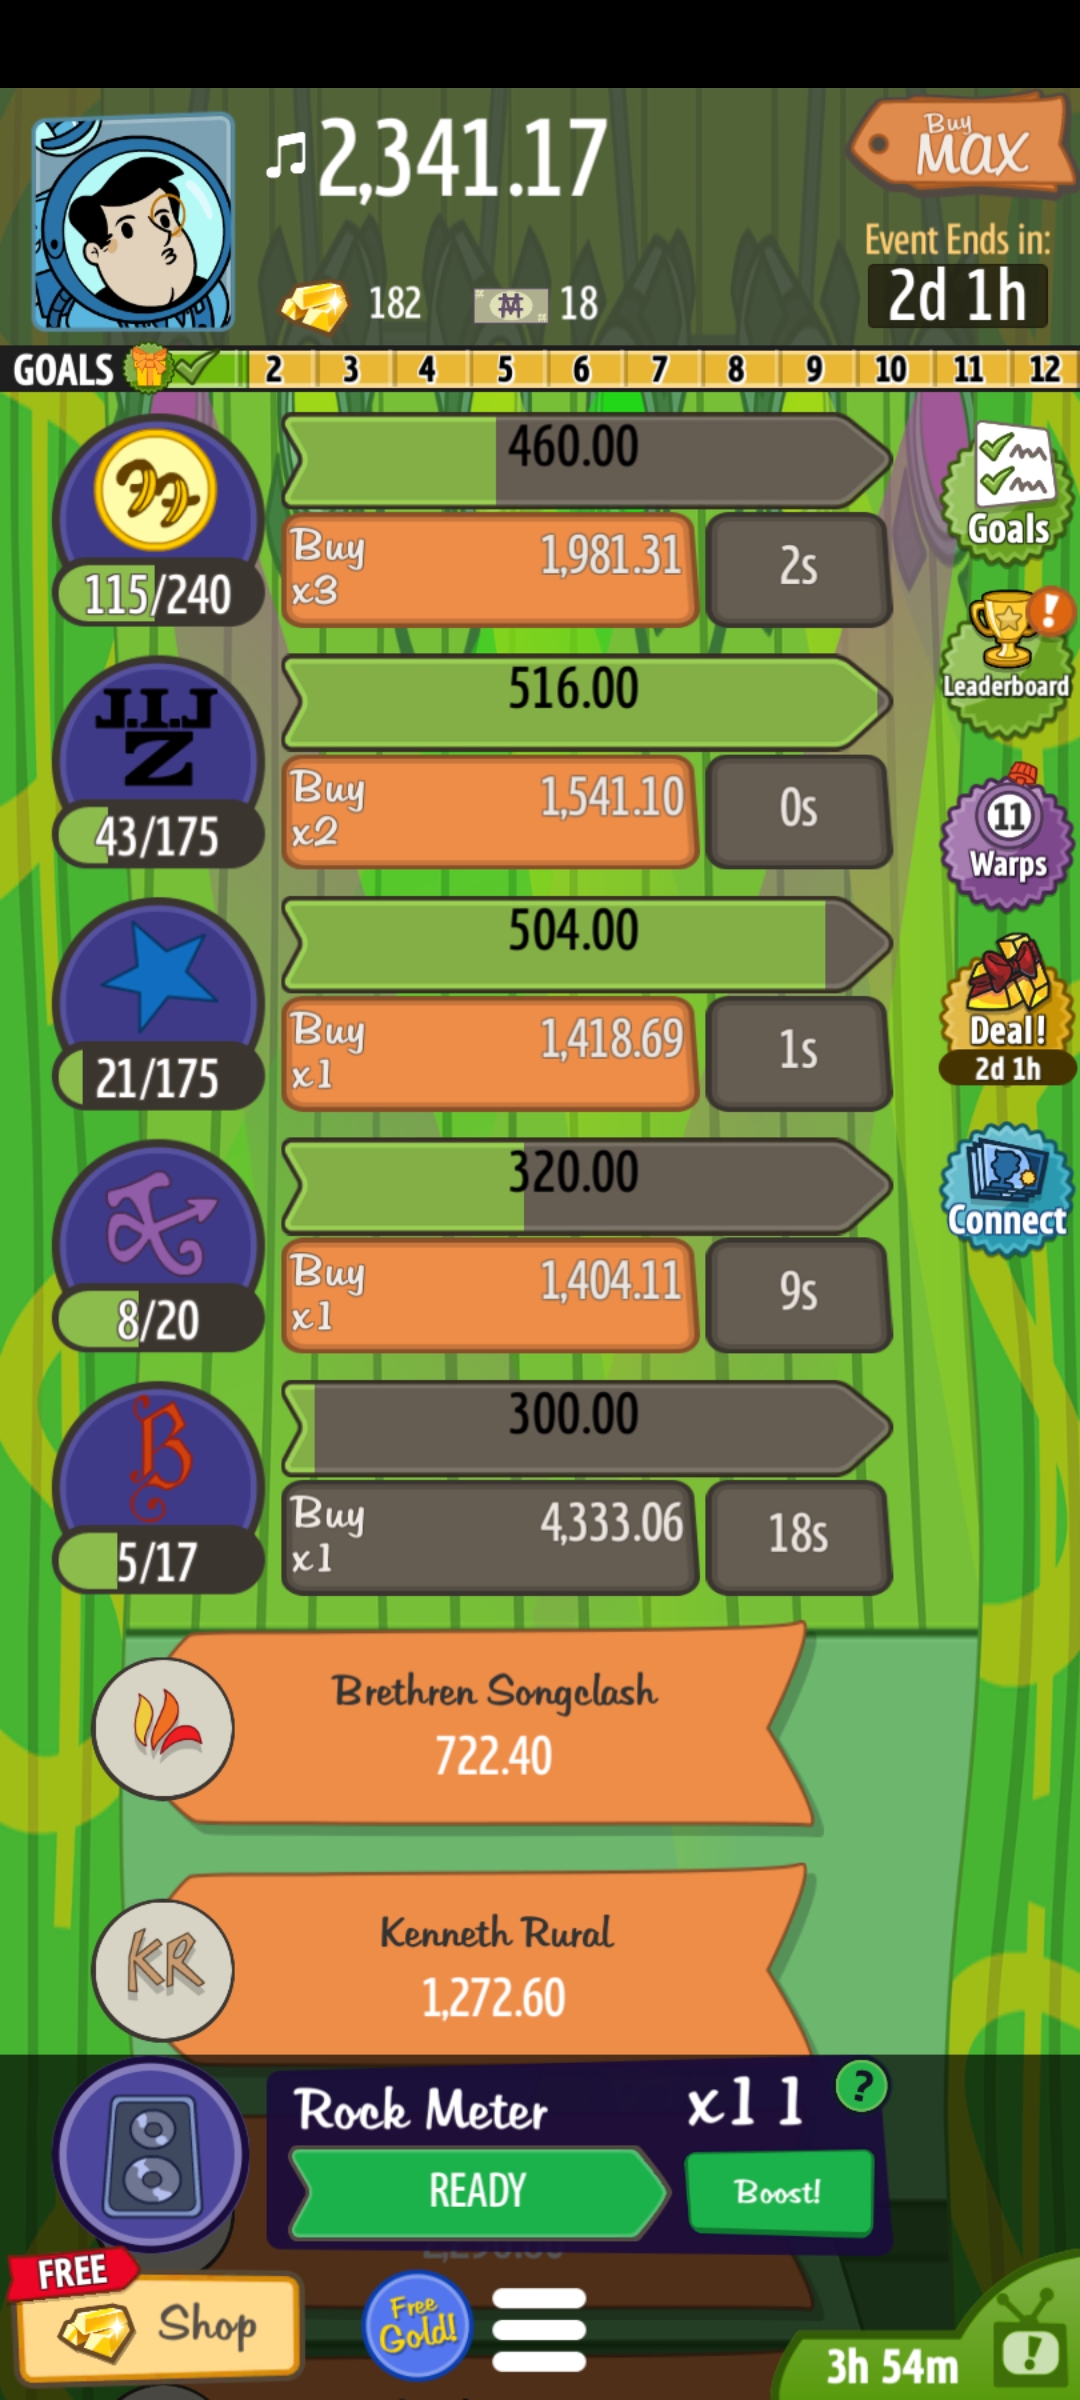 2,341.17
Buy
MAX
182
18
Event Ends in:
2d 1h
GOALS 2 3 4 5 6 7 8 9 10 11 12
460.00
115/240
Buy
x3
1,981.31
2s
Goals
J.I.J
Z
516.00
43/175
Buy
x2
1,541.10
0s
Leaderboard
504.00
21/175
Buy
x1
1,418.69
1s
11
Warps
Deal!
2d 1h
320.00
8/20
Buy
x1
1,404.11
9s
Connect
B
300.00
5/17
Buy
x1
4,333.06
18s
Brethren Songclash
722.40
KR
Kenneth Rural
1,272.60
Rock Meter
x11
?
READY
Boost!
FREE
Shop
Free
Gold!
3h 54m